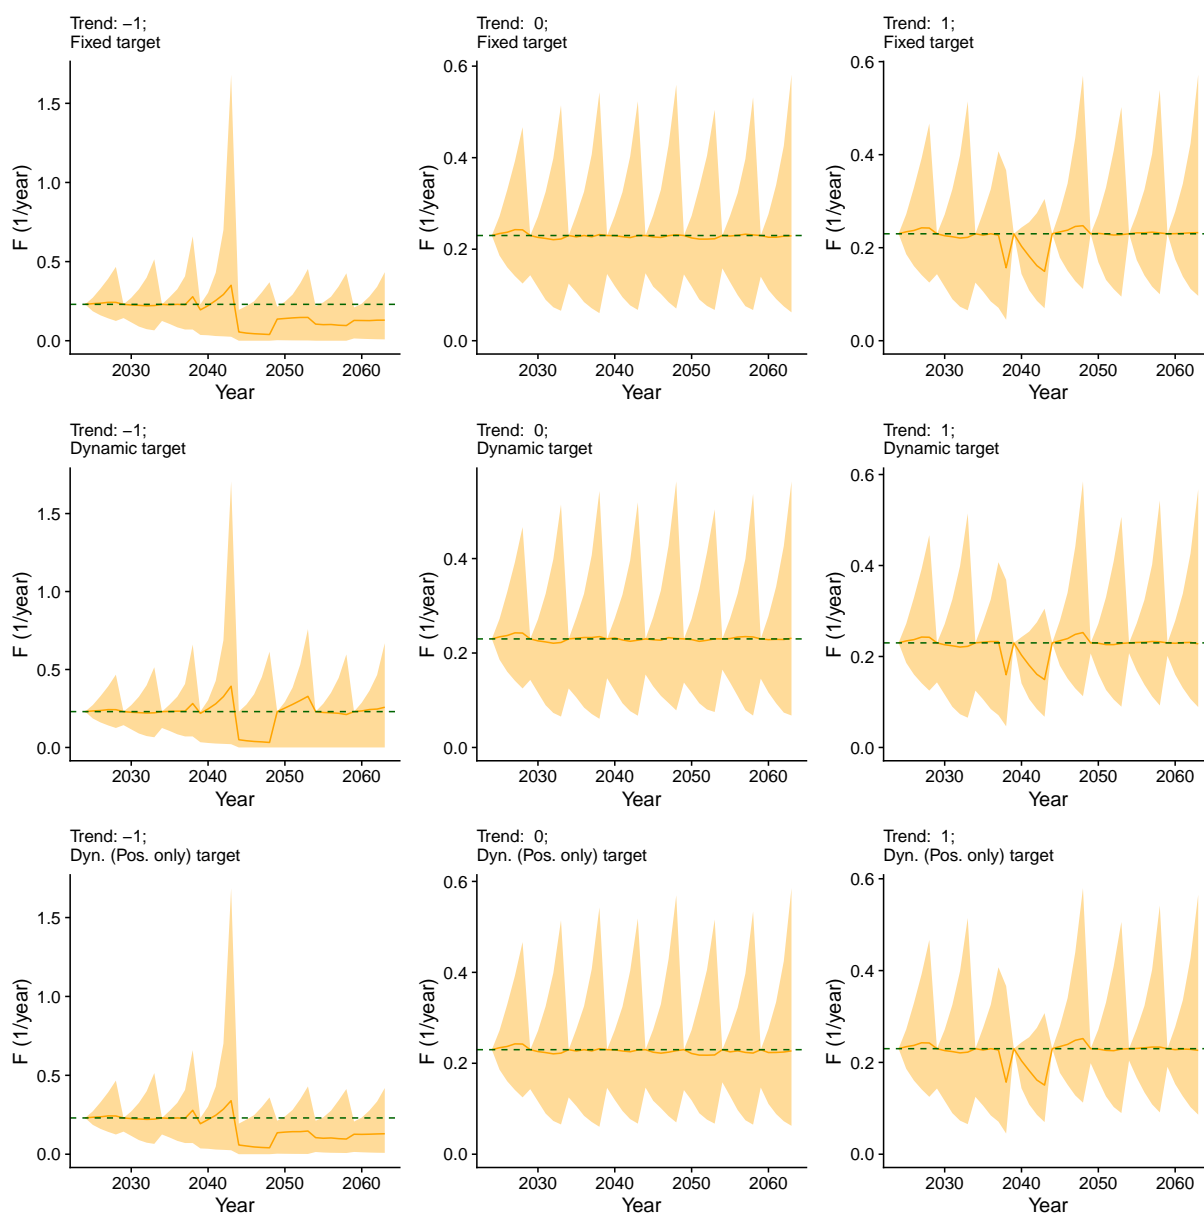 Trend: −1;
Fixed target
F (1/year)
1.5
1.0
0.5
0.0
2030 2040 2050 2060
Year
Trend:  0;
Fixed target
F (1/year)
0.6
0.4
0.2
0.0
2030 2040 2050 2060
Year
Trend:  1;
Fixed target
F (1/year)
0.6
0.4
0.2
0.0
2030 2040 2050 2060
Year
Trend: −1;
Dynamic target
F (1/year)
1.5
1.0
0.5
0.0
2030 2040 2050 2060
Year
Trend:  0;
Dynamic target
F (1/year)
0.4
0.2
0.0
2030 2040 2050 2060
Year
Trend:  1;
Dynamic target
F (1/year)
0.6
0.4
0.2
0.0
2030 2040 2050 2060
Year
Trend: −1;
Dyn. (Pos. only) target
F (1/year)
1.5
1.0
0.5
0.0
2030 2040 2050 2060
Year
Trend:  0;
Dyn. (Pos. only) target
F (1/year)
0.6
0.4
0.2
0.0
2030 2040 2050 2060
Year
Trend:  1;
Dyn. (Pos. only) target
F (1/year)
0.6
0.4
0.2
0.0
2030 2040 2050 2060
Year